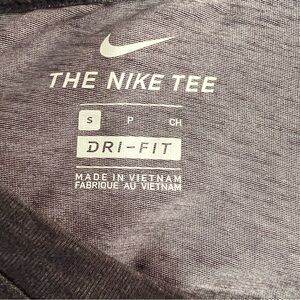 THE NIKE TEE
S P CH
DRI-FIT
MADE IN VIETNAM
FABRIQUÉ AU VIETNAM